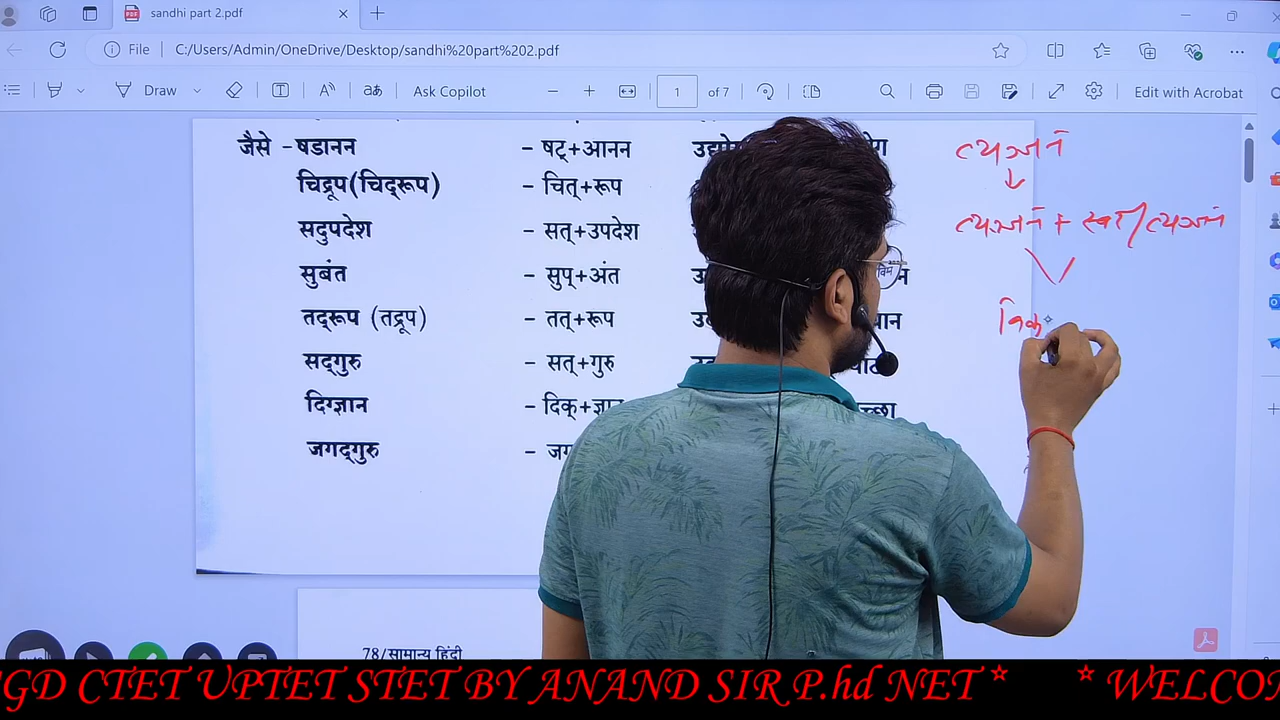 sandhi part 2.pdf
File C:/Users/Admin/OneDrive/Desktop/sandhi%20part%202.pdf
Draw aあ Ask Copilot 1 of 7 Edit with Acrobat
जैसे - षडानन - षट्+आनन
चिद्रूप(चिद्‌रूप) - चित्+रूप
सदुपदेश - सत्+उपदेश
सुबंत - सुप्+अंत
तद्‌रूप (तद्रूप) - तत्+रूप
सद्‌गुरु - सत्+गुरु
दिग्ज्ञान - दिक्+ज्ञान
जगद्‌गुरु
व्यञ्जन
↓
व्यञ्जन + स्वर/व्यञ्जन
78/सामान्य हिंदी
GD CTET UPTET STET BY ANAND SIR P.hd NET * * WELCO